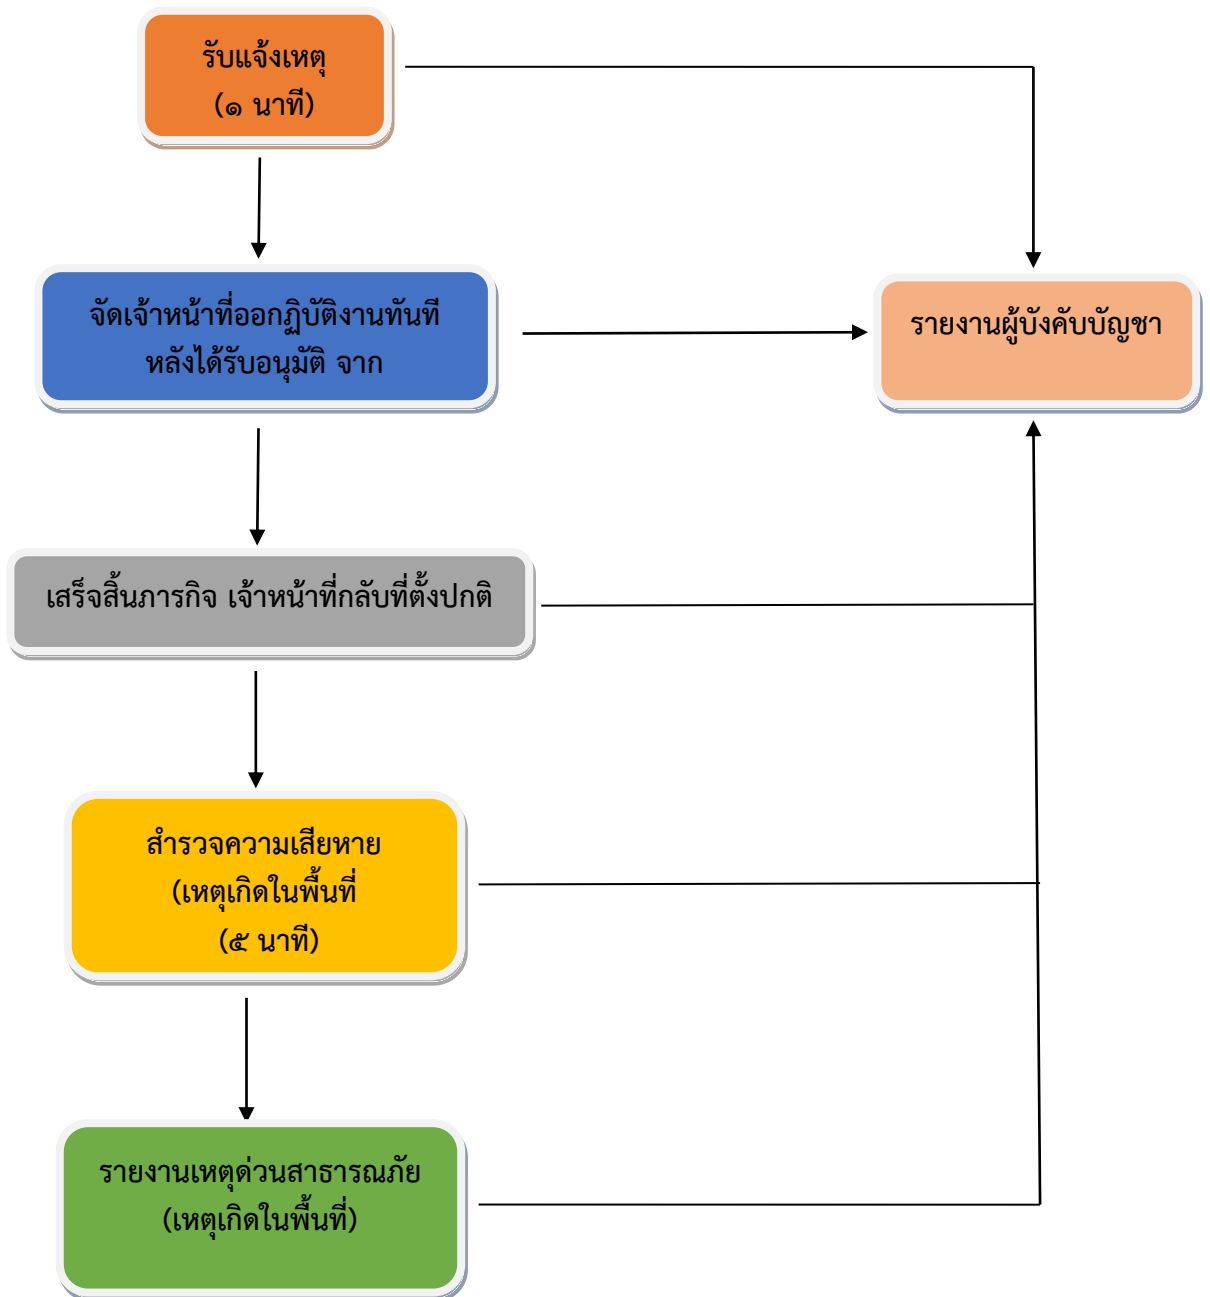 รับแจ้งเหตุ
(๑ นาที)
จัดเจ้าหน้าที่ออกฏิบัติงานทันที
หลังได้รับอนุมัติ จาก
รายงานผู้บังคับบัญชา
เสร็จสิ้นภารกิจ เจ้าหน้าที่กลับที่ตั้งปกติ
สำรวจความเสียหาย
(เหตุเกิดในพื้นที่
(๕ นาที)
รายงานเหตุด่วนสาธารณภัย
(เหตุเกิดในพื้นที่)